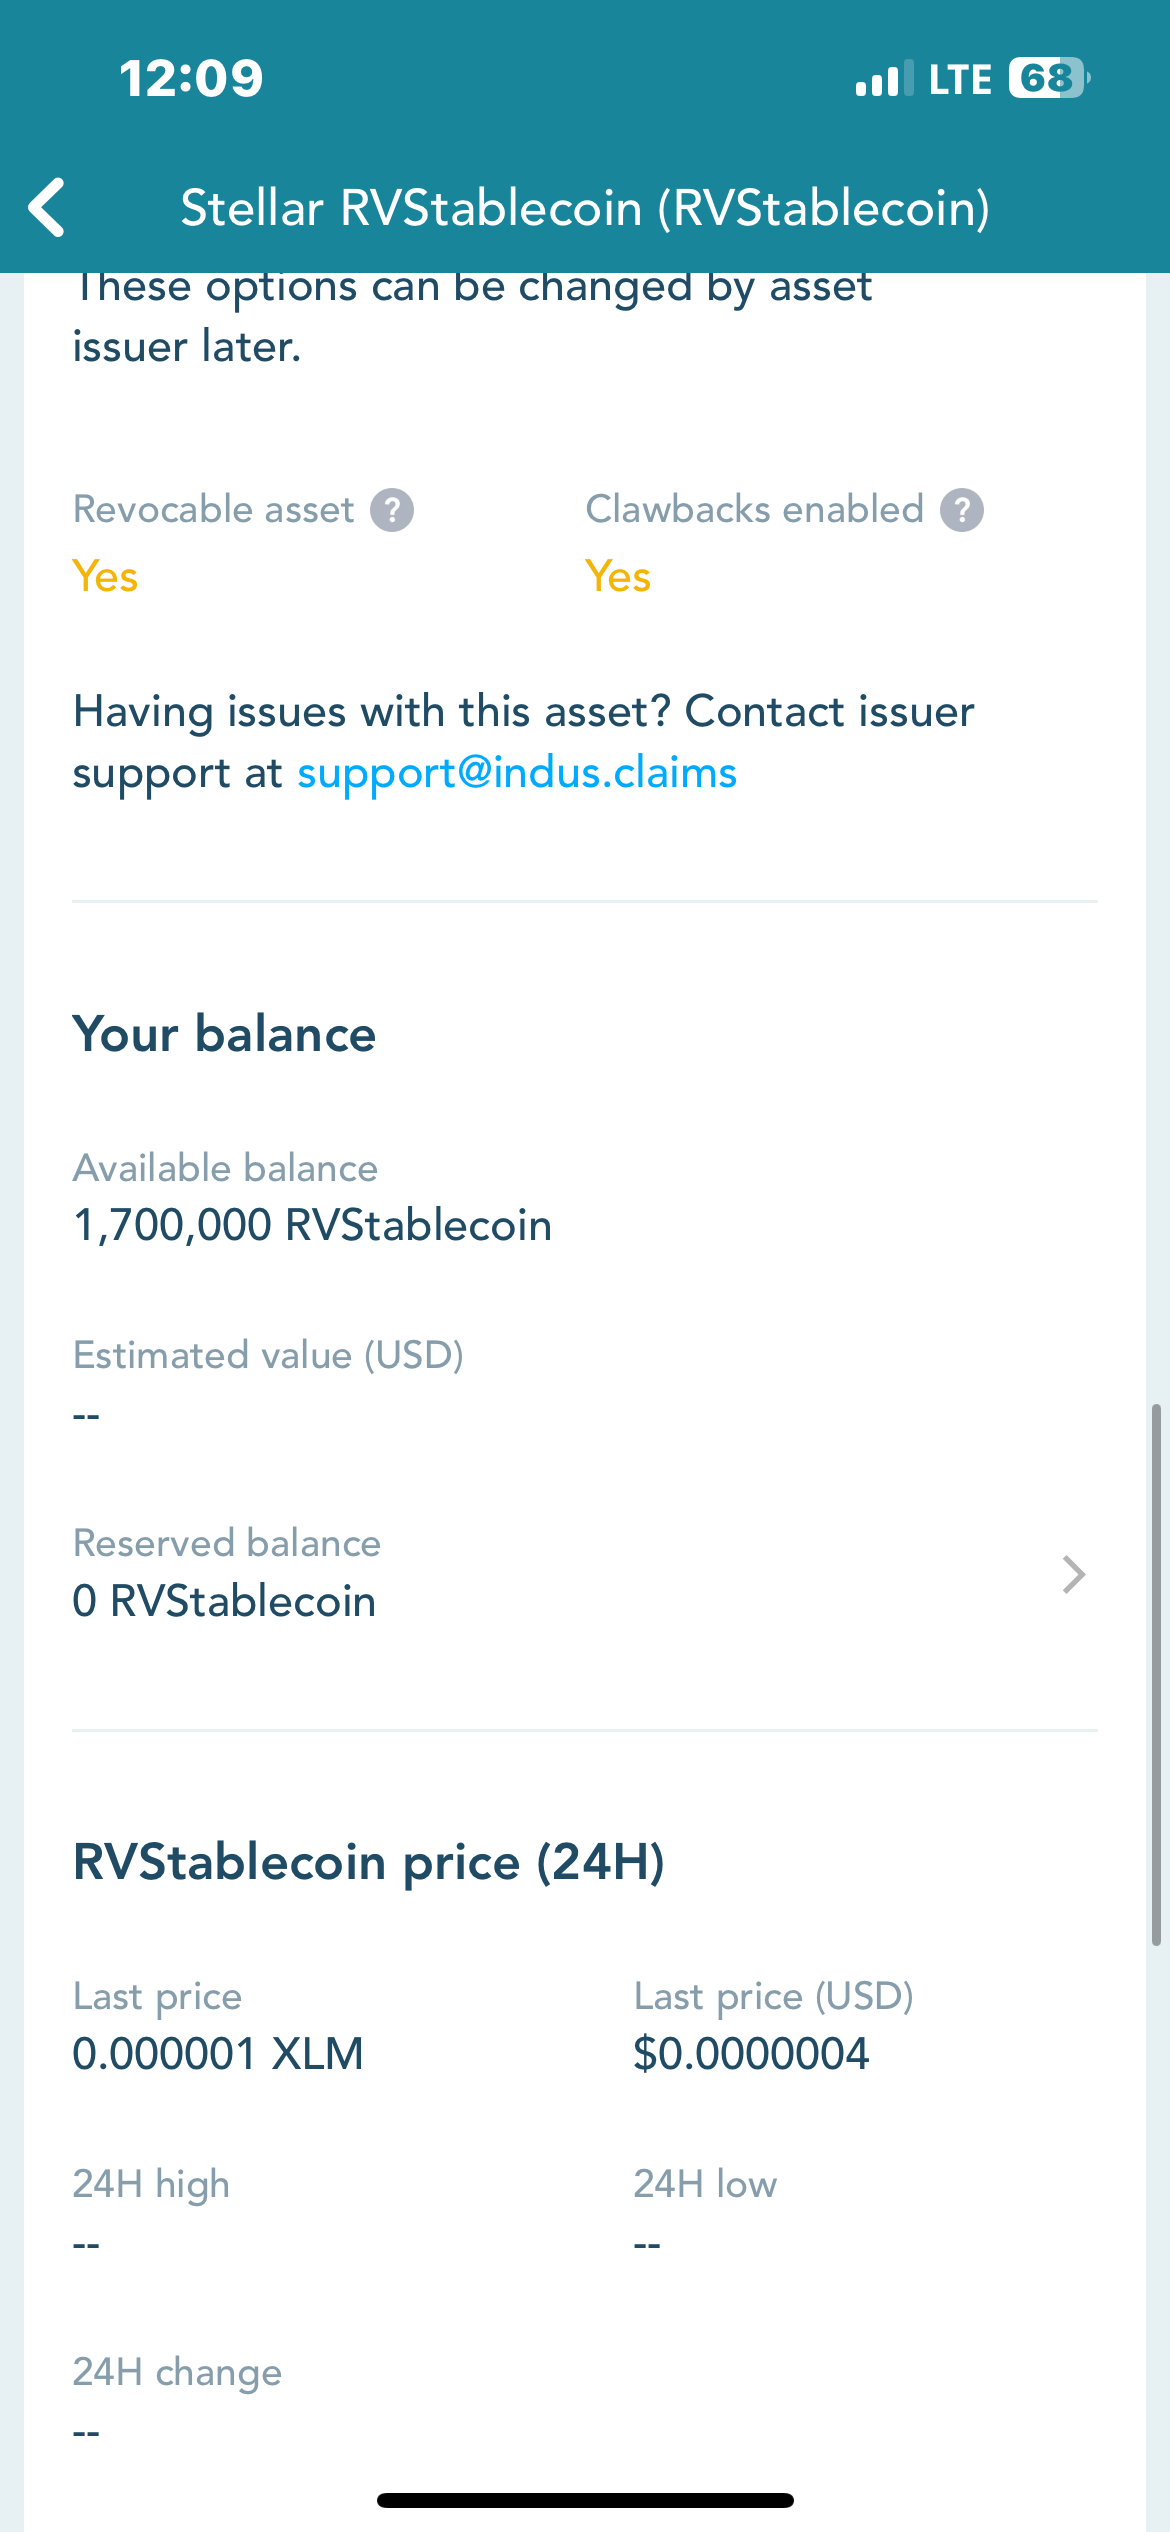 12:09
LTE 68
Stellar RVStablecoin (RVStablecoin)
These options can be changed by asset
issuer later.
Revocable asset ? Clawbacks enabled ?
Yes Yes
Having issues with this asset? Contact issuer
support at support@indus.claims
Your balance
Available balance
1,700,000 RVStablecoin
Estimated value (USD)
--
Reserved balance
0 RVStablecoin
RVStablecoin price (24H)
Last price Last price (USD)
0.000001 XLM $0.0000004
24H high 24H low
-- --
24H change
--